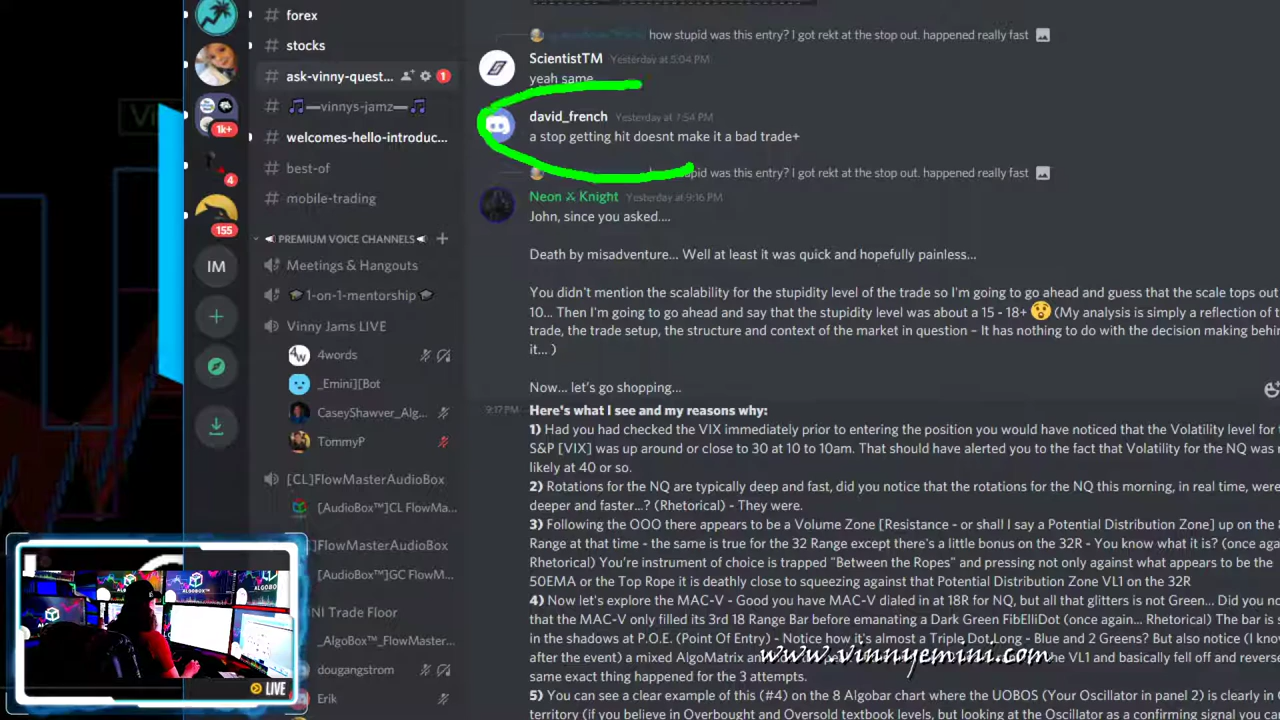 forex
stocks
ask-vinny-quest... 1
vinnys-jamz
welcomes-hello-introduc...
best-of
mobile-trading
PREMIUM VOICE CHANNELS
Meetings & Hangouts
1-on-1-mentorship
Vinny Jams LIVE
4words
_Emini][Bot
CaseyShawver_Alg...
TommyP
[CL]FlowMasterAudioBox
[AudioBox™]CL FlowMa...
]FlowMasterAudioBox
[AudioBox™]GC FlowM...
NI Trade Floor
_AlgoBox™_FlowMaster...
dougangstrom
Erik
1k+
4
155
IM
how stupid was this entry? I got rekt at the stop out. happened really fast
ScientistTM Yesterday at 5:04 PM
yeah same
david_french Yesterday at 7:54 PM
a stop getting hit doesnt make it a bad trade+
stupid was this entry? I got rekt at the stop out. happened really fast
Neon ⚔ Knight Yesterday at 9:16 PM
John, since you asked....
Death by misadventure... Well at least it was quick and hopefully painless...
You didn't mention the scalability for the stupidity level of the trade so I'm going to go ahead and guess that the scale tops out
10... Then I'm going to go ahead and say that the stupidity level was about a 15 - 18+ 😲 (My analysis is simply a reflection of t
trade, the trade setup, the structure and context of the market in question – It has nothing to do with the decision making behin
it... )
Now... let's go shopping...
9:17 PM Here's what I see and my reasons why:
1) Had you had checked the VIX immediately prior to entering the position you would have noticed that the Volatility level for t
S&P [VIX] was up around or close to 30 at 10 to 10am. That should have alerted you to the fact that Volatility for the NQ was
likely at 40 or so.
2) Rotations for the NQ are typically deep and fast, did you notice that the rotations for the NQ this morning, in real time, were
deeper and faster...? (Rhetorical) - They were.
3) Following the OOO there appears to be a Volume Zone [Resistance - or shall I say a Potential Distribution Zone] up on the
Range at that time - the same is true for the 32 Range except there's a little bonus on the 32R - You know what it is? (once aga
Rhetorical) You're instrument of choice is trapped "Between the Ropes" and pressing not only against what appears to be the
50EMA or the Top Rope it is deathly close to squeezing against that Potential Distribution Zone VL1 on the 32R
4) Now let's explore the MAC-V - Good you have MAC-V dialed in at 18R for NQ, but all that glitters is not Green... Did you no
that the MAC-V only filled its 3rd 18 Range Bar before emanating a Dark Green FibElliDot (once again... Rhetorical) The bar is s
in the shadows at P.O.E. (Point Of Entry) - Notice how it's almost a Triple Dot Long - Blue and 2 Greens? But also notice (I know
after the event) a mixed AlgoMatrix an the VL1 and basically fell off and reverse
same exact thing happened for the 3 attempts.
5) You can see a clear example of this (#4) on the 8 Algobar chart where the UOBOS (Your Oscillator in panel 2) is clearly in
territory (if you believe in Overbought and Oversold textbook levels, but looking at the Oscillator as a confirming signal you ca
www.vinnyemini.com
ALGOBOX
LIVE